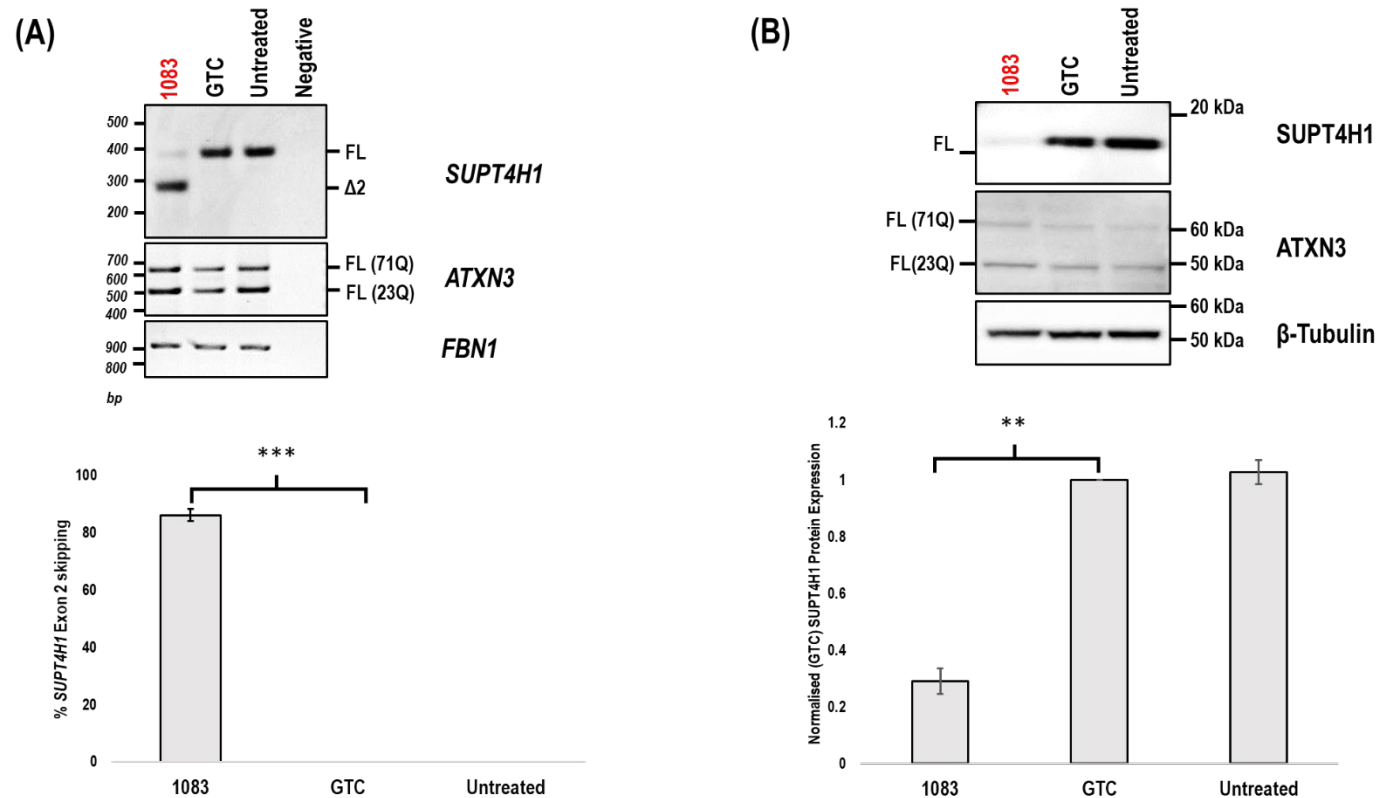 (A)
1083
GTC
Untreated
Negative
500
400
300
200
FL
Δ2
SUPT4H1
700
600
500
400
FL (71Q)
FL (23Q)
ATXN3
900
800
FBN1
bp
% SUPT4H1 Exon 2 skipping
100
80
60
40
20
0
***
1083
GTC
Untreated
(B)
1083
GTC
Untreated
FL
20 kDa
SUPT4H1
FL (71Q)
FL(23Q)
60 kDa
50 kDa
ATXN3
60 kDa
50 kDa
β-Tubulin
Normalised (GTC) SUPT4H1 Protein Expression
1.2
1
0.8
0.6
0.4
0.2
0
**
1083
GTC
Untreated